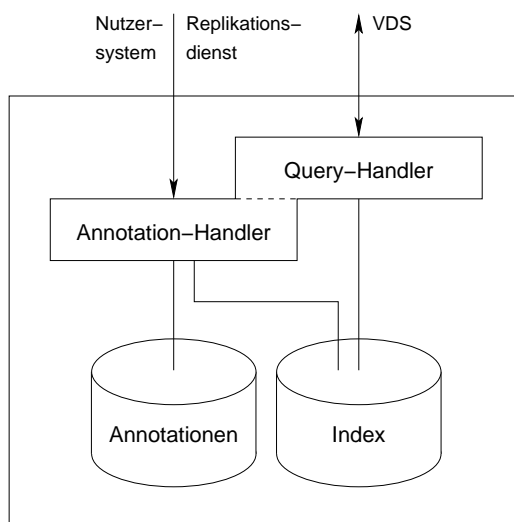 Nutzer–
system
Replikations–
dienst
VDS
Query–Handler
Annotation–Handler
Annotationen
Index